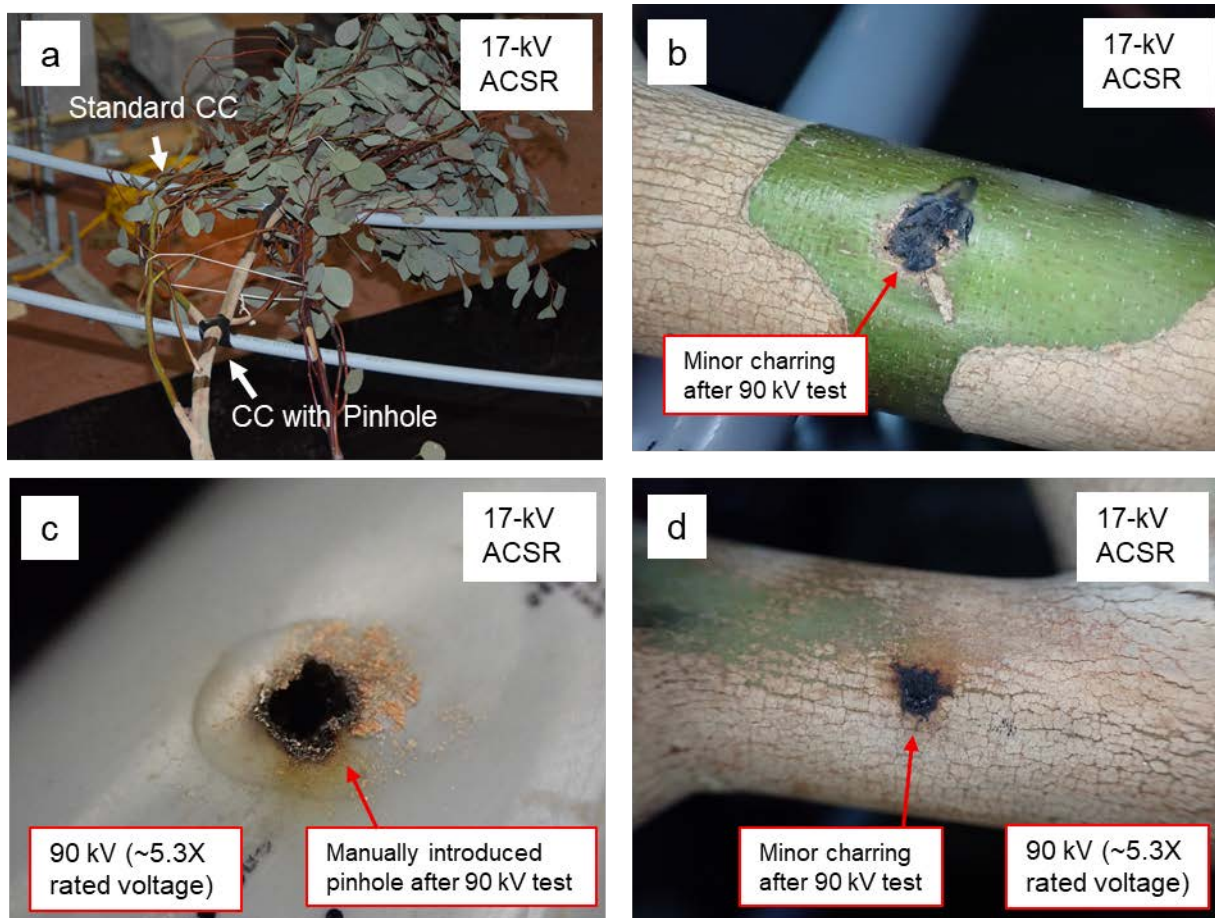 a
17-kV
ACSR
Standard CC
CC with Pinhole
b
17-kV
ACSR
Minor charring
after 90 kV test
c
17-kV
ACSR
90 kV (~5.3X
rated voltage)
Manually introduced
pinhole after 90 kV test
d
17-kV
ACSR
Minor charring
after 90 kV test
90 kV (~5.3X
rated voltage)